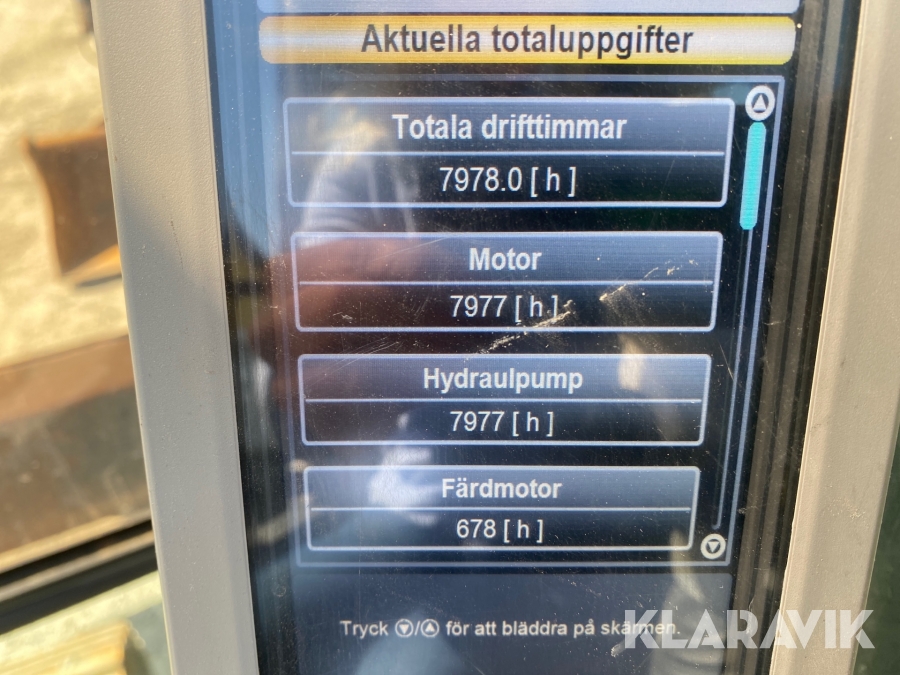 Aktuella totaluppgifter
Totala drifttimmar
7978.0 [ h ]
Motor
7977 [ h ]
Hydraulpump
7977 [ h ]
Färdmotor
678 [ h ]
Tryck ▽/△ för att bläddra på skärmen.
KLARAVIK